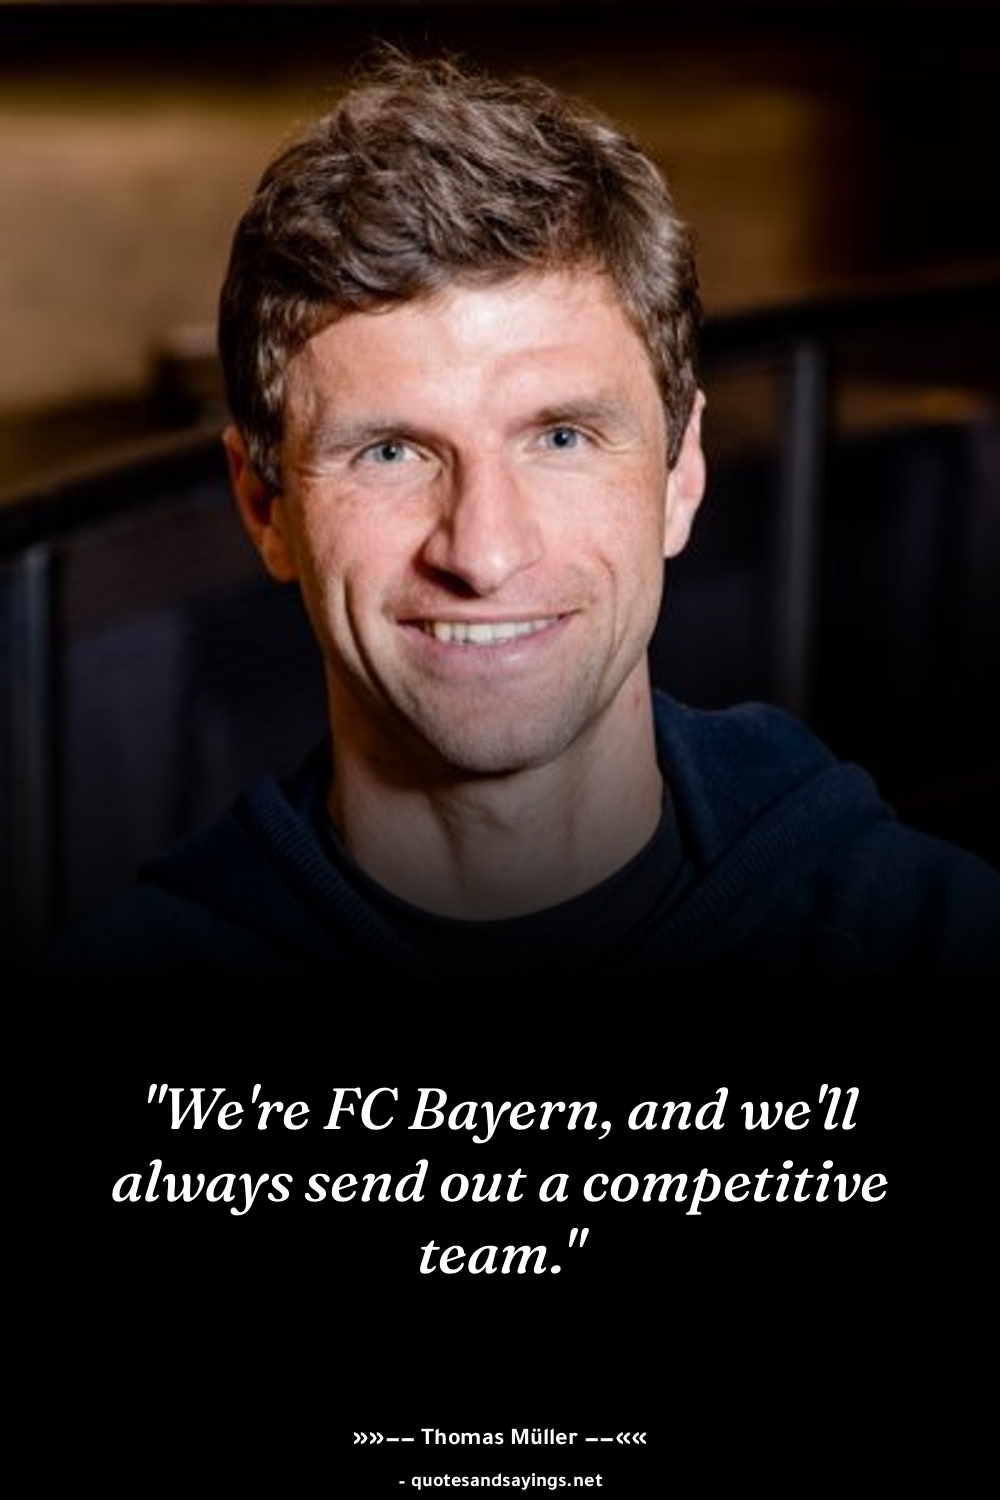 "We're FC Bayern, and we'll
always send out a competitive
team."
»»–– Thomas Müller ––««
- quotesandsayings.net